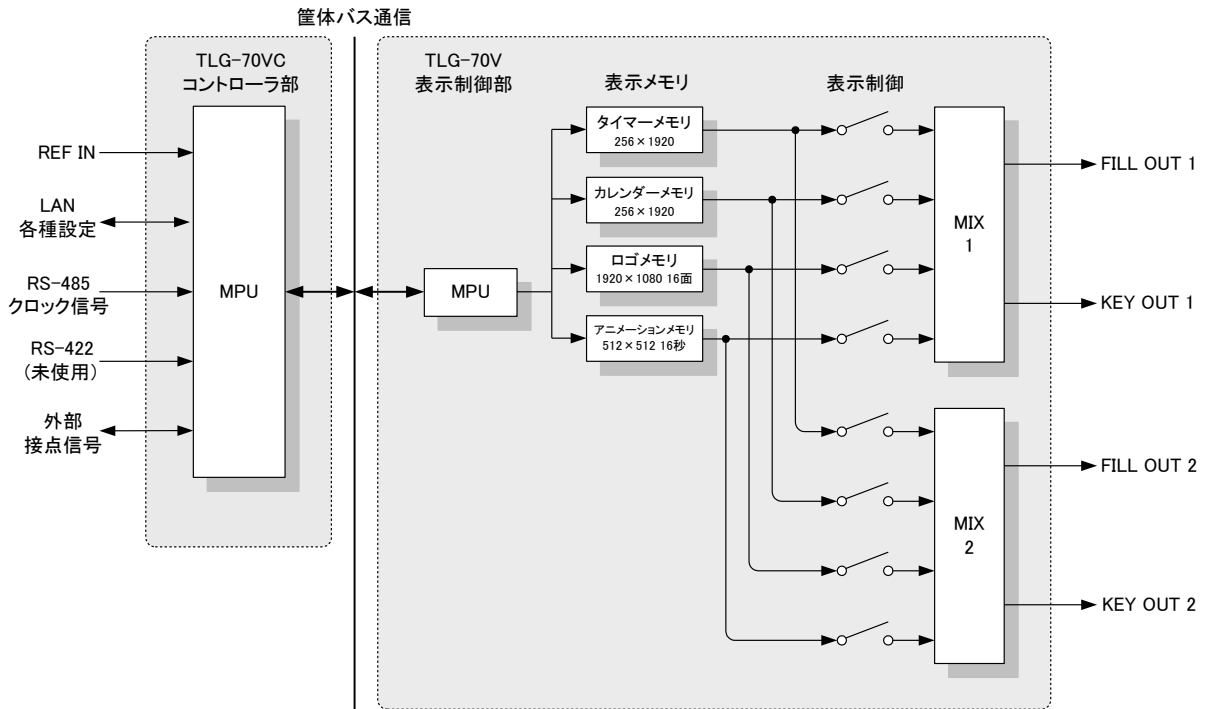 筐体バス通信
TLG-70VC
コントローラ部
REF IN
LAN
各種設定
RS-485
クロック信号
RS-422
(未使用)
外部
接点信号
MPU
TLG-70V
表示制御部
MPU
表示メモリ
タイマーメモリ
256×1920
カレンダーメモリ
256×1920
ロゴメモリ
1920×1080 16面
アニメーションメモリ
512×512 16秒
表示制御
MIX
1
FILL OUT 1
KEY OUT 1
MIX
2
FILL OUT 2
KEY OUT 2